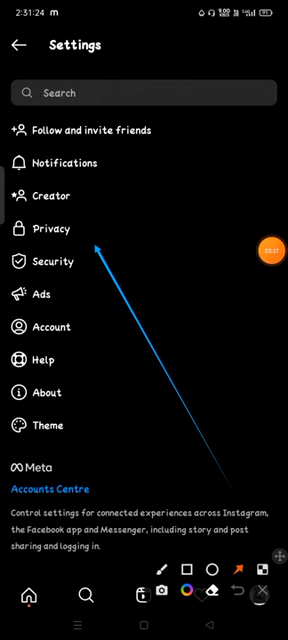 2:31:24 m
Settings
Search
Follow and invite friends
Notifications
Creator
Privacy
Security
Ads
Account
Help
About
Theme
Meta
Accounts Centre
Control settings for connected experiences across Instagram,
the Facebook app and Messenger, including story and post
sharing and logging in.